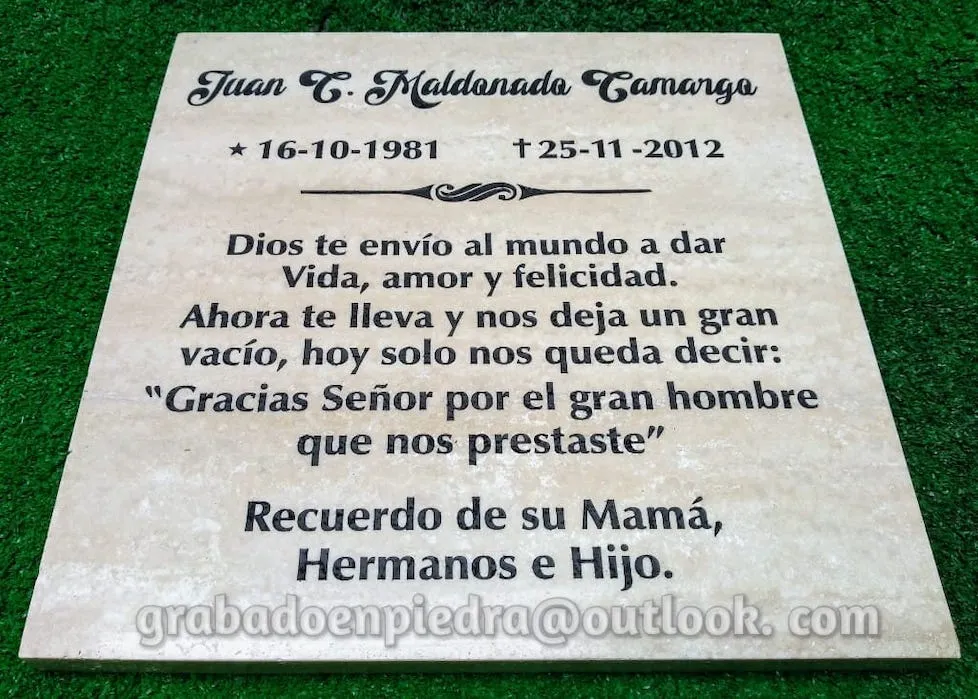 Juan C. Maldonado Camargo
★ 16-10-1981 ✝ 25-11-2012
Dios te envío al mundo a dar
Vida, amor y felicidad.
Ahora te lleva y nos deja un gran
vacío, hoy solo nos queda decir:
“Gracias Señor por el gran hombre
que nos prestaste”
Recuerdo de su Mamá,
Hermanos e Hijo.
grabadoenpiedra@outlook. com